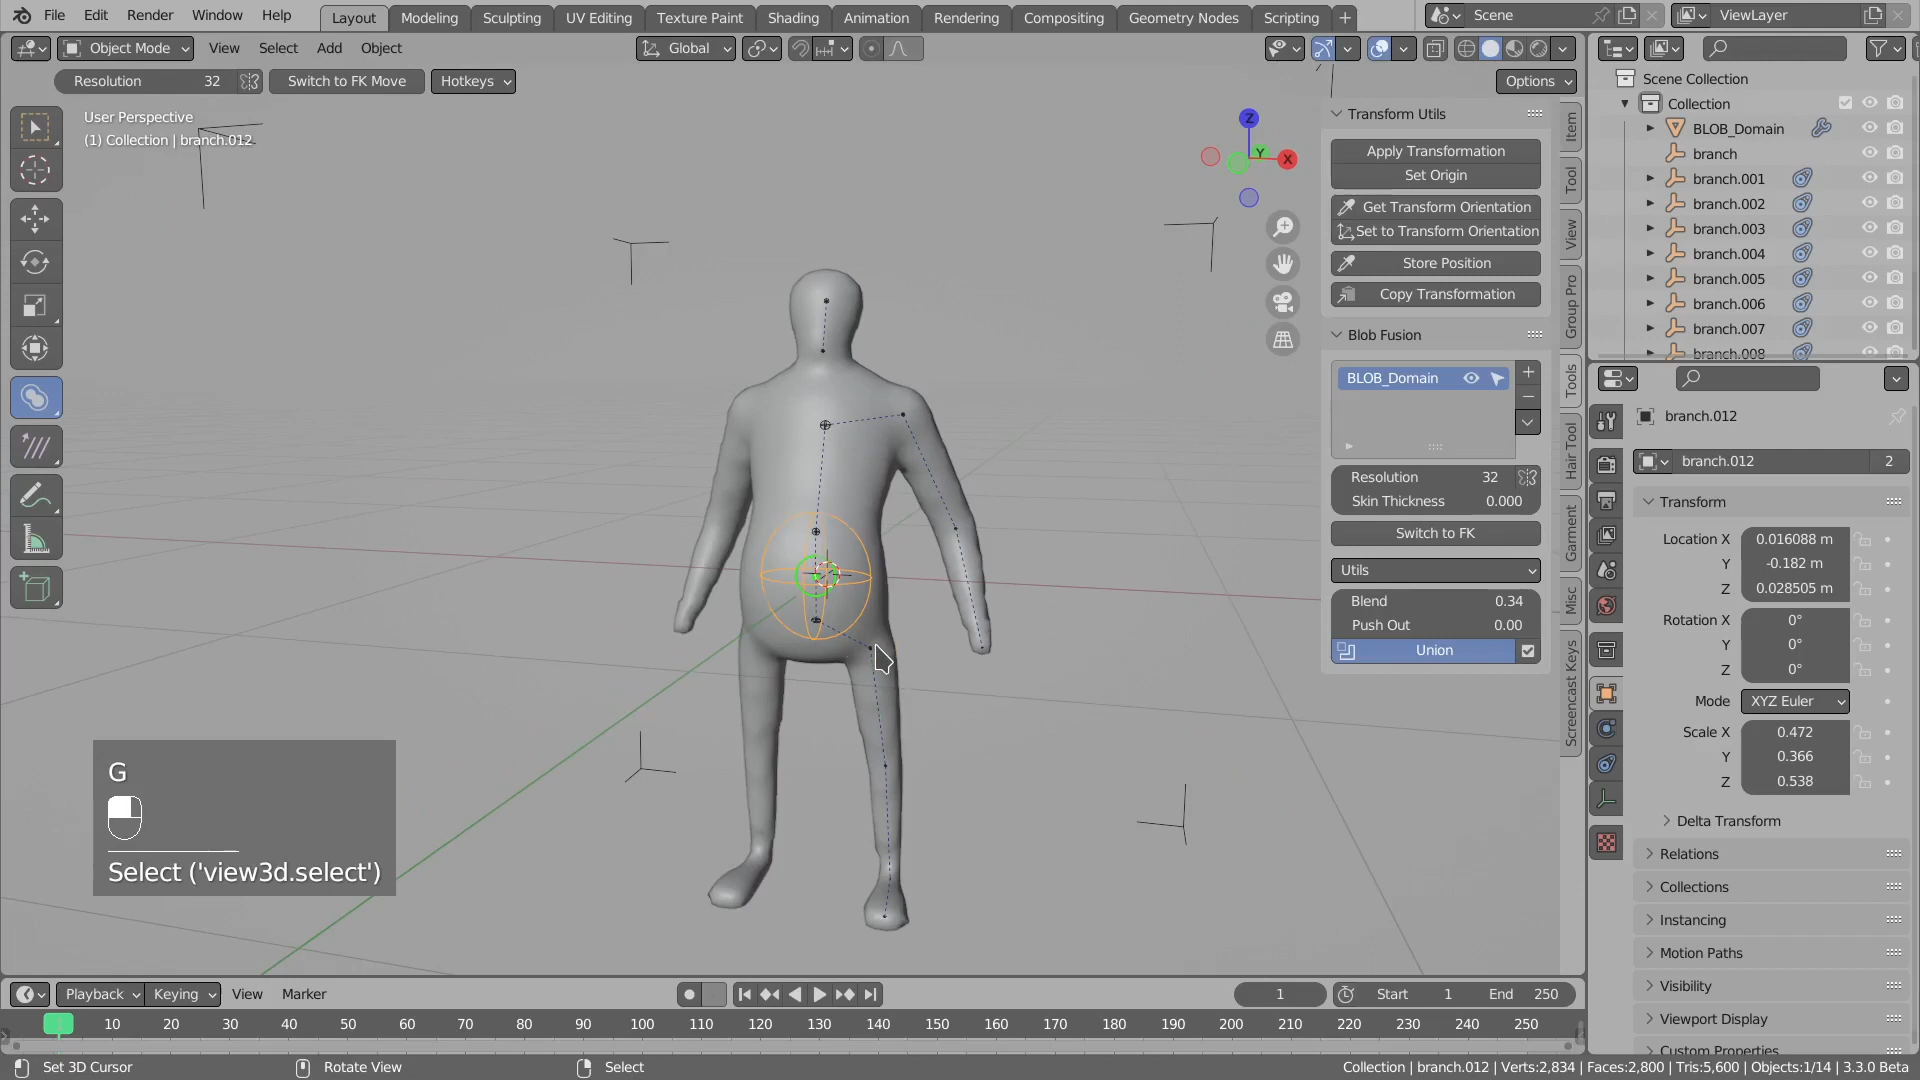 File Edit Render Window Help Layout Modeling Sculpting UV Editing Texture Paint Shading Animation Rendering Compositing Geometry Nodes Scripting + Scene ViewLayer
Object Mode View Select Add Object Global
Resolution 32 Switch to FK Move Hotkeys Options
User Perspective
(1) Collection | branch.012
Transform Utils
Apply Transformation
Set Origin
Get Transform Orientation
Set to Transform Orientation
Store Position
Copy Transformation
Blob Fusion
BLOB_Domain
Resolution 32
Skin Thickness 0.000
Switch to FK
Utils
Blend 0.34
Push Out 0.00
Union
Item
Tool
View
Group Pro
Tools
Hair Tool
Garment
Misc
Screencast Keys
Z
Y
X
Scene Collection
Collection
BLOB_Domain
branch
branch.001
branch.002
branch.003
branch.004
branch.005
branch.006
branch.007
branch.008
branch.012
branch.012 2
Transform
Location X 0.016088 m
Y -0.182 m
Z 0.028505 m
Rotation X 0°
Y 0°
Z 0°
Mode XYZ Euler
Scale X 0.472
Y 0.366
Z 0.538
Delta Transform
Relations
Collections
Instancing
Motion Paths
Visibility
Viewport Display
Custom Properties
G
Select ('view3d.select')
Playback Keying View Marker 1 Start 1 End 250
10 20 30 40 50 60 70 80 90 100 110 120 130 140 150 160 170 180 190 200 210 220 230 240 250
Set 3D Cursor Rotate View Select Collection | branch.012 | Verts:2,834 | Faces:2,800 | Tris:5,600 | Objects:1/14 | 3.3.0 Beta